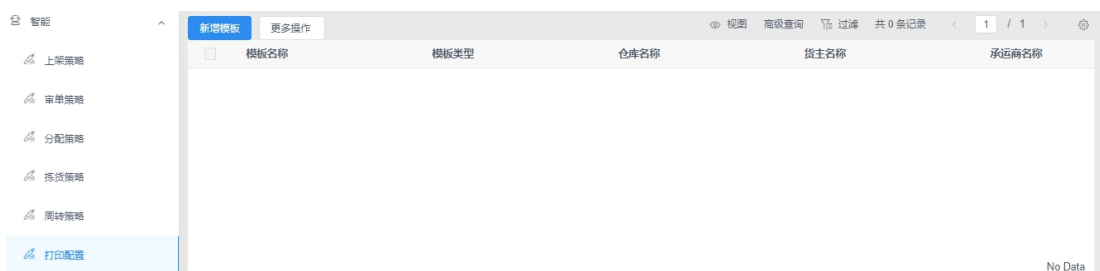 智能
上架策略
审单策略
分配策略
拣货策略
周转策略
打印配置
新增模板 更多操作 视图 高级查询 过滤 共 0 条记录 < 1 / 1 >
模板名称 模板类型 仓库名称 货主名称 承运商名称
No Data